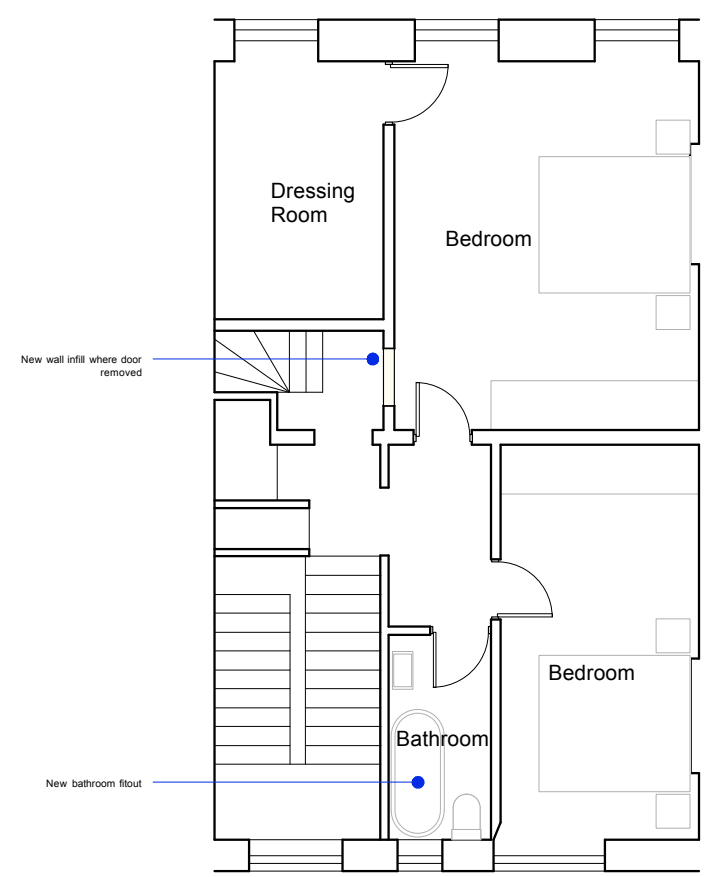 Dressing
Room
Bedroom
New wall infill where door
removed
Bedroom
Bathroom
New bathroom fitout